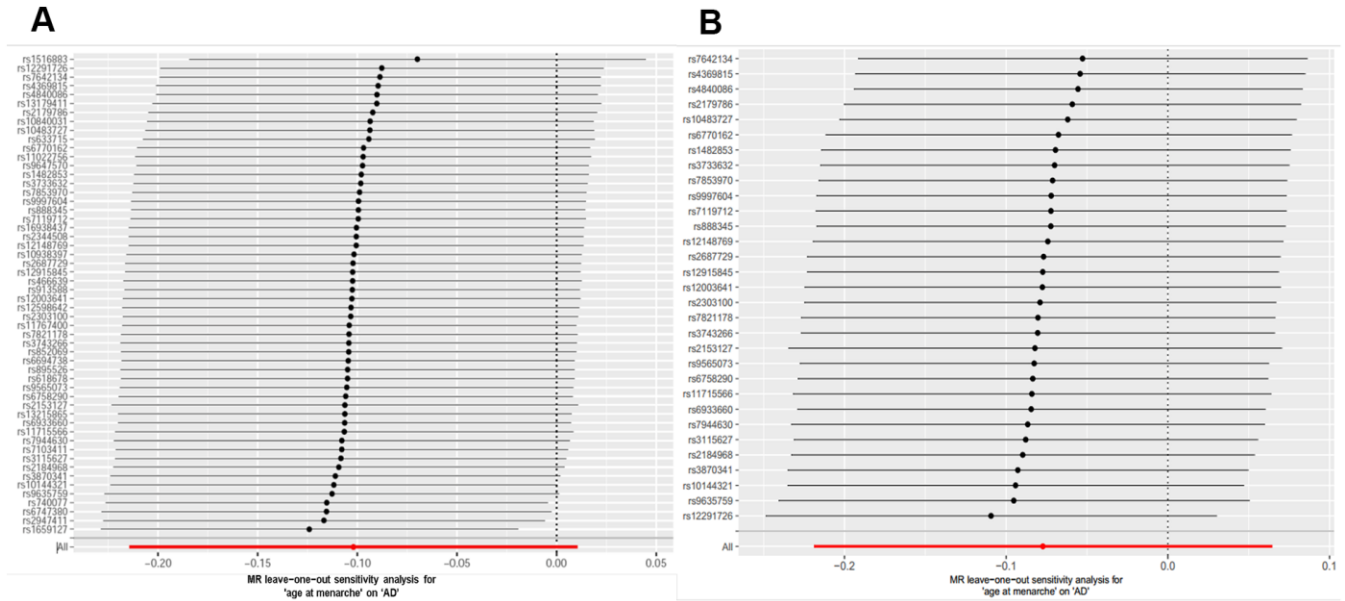 A
rs1516883
rs12291726
rs7642134
rs4369815
rs4840086
rs13179411
rs2179786
rs10840031
rs10483727
rs633715
rs6770162
rs11022756
rs9647570
rs1482853
rs3733632
rs7853970
rs9997604
rs888345
rs7119712
rs16938437
rs2344508
rs12148769
rs10938397
rs2687729
rs12915845
rs466639
rs913588
rs12003641
rs12598642
rs2303100
rs11767400
rs7821178
rs3743266
rs852069
rs6694738
rs895526
rs618678
rs9565073
rs6758290
rs2153127
rs13215865
rs6933660
rs11715566
rs7944630
rs7103411
rs3115627
rs2184968
rs3870341
rs10144321
rs9635759
rs740077
rs6747380
rs2947411
rs1659127
All
−0.20 −0.15 −0.10 −0.05 0.00 0.05
MR leave−one−out sensitivity analysis for
'age at menarche' on 'AD'
B
rs7642134
rs4369815
rs4840086
rs2179786
rs10483727
rs6770162
rs1482853
rs3733632
rs7853970
rs9997604
rs7119712
rs888345
rs12148769
rs2687729
rs12915845
rs12003641
rs2303100
rs7821178
rs3743266
rs2153127
rs9565073
rs6758290
rs11715566
rs6933660
rs7944630
rs3115627
rs2184968
rs3870341
rs10144321
rs9635759
rs12291726
All
−0.2 −0.1 0.0 0.1
MR leave−one−out sensitivity analysis for
'age at menarche' on 'AD'